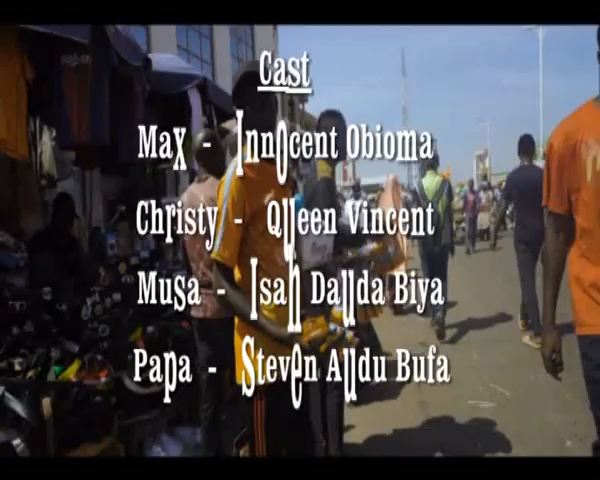 Cast
Max - Innocent Obioma
Christy - Queen Vincent
Musa - Isah Dauda Biya
Papa - Steven Audu Bufa